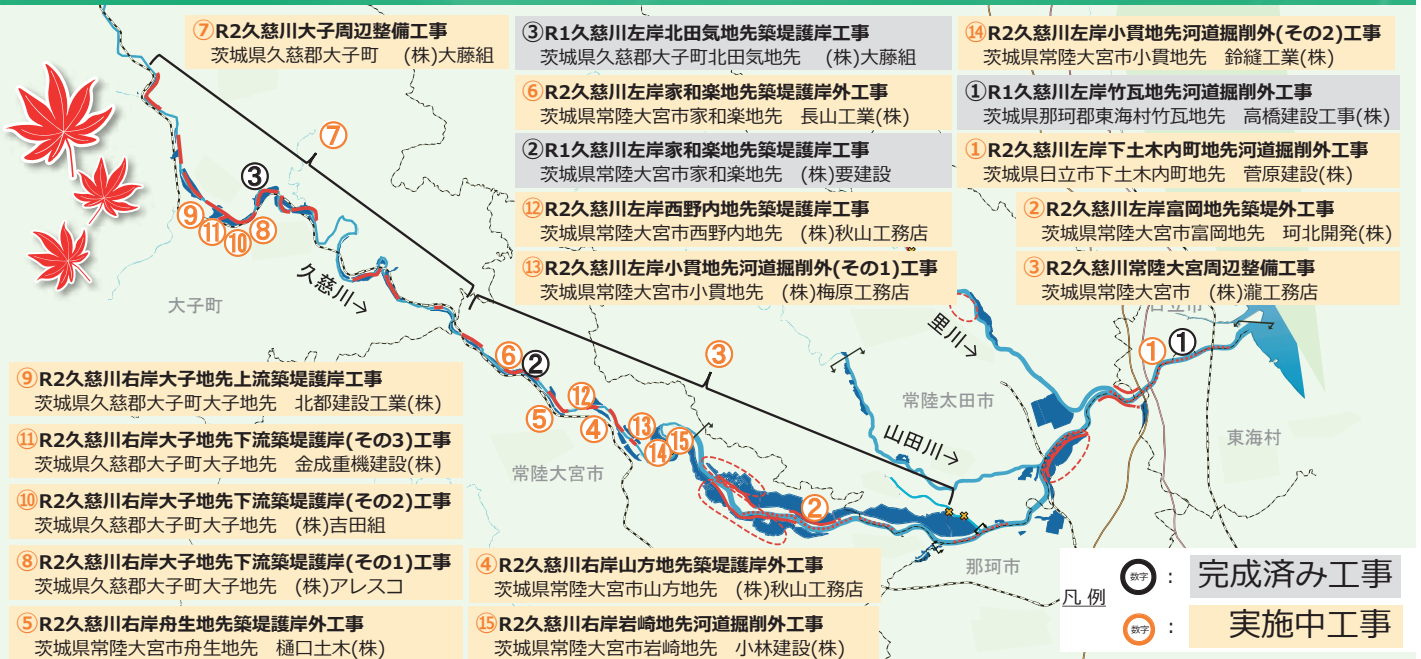 ⑦R2久慈川大子周辺整備工事
茨城県久慈郡大子町 (株)大藤組
③R1久慈川左岸北田気地先築堤護岸工事
茨城県久慈郡大子町北田気地先 (株)大藤組
⑭R2久慈川左岸小貫地先河道掘削外(その2)工事
茨城県常陸大宮市小貫地先 鈴縫工業(株)
⑥R2久慈川左岸家和楽地先築堤護岸外工事
茨城県常陸大宮市家和楽地先 長山工業(株)
①R1久慈川左岸竹瓦地先河道掘削外工事
茨城県那珂郡東海村竹瓦地先 高橋建設工事(株)
②R1久慈川左岸家和楽地先築堤護岸工事
茨城県常陸大宮市家和楽地先 (株)要建設
①R2久慈川左岸下土木内町地先河道掘削外工事
茨城県日立市下土木内町地先 菅原建設(株)
⑫R2久慈川左岸西野内地先築堤護岸工事
茨城県常陸大宮市西野内地先 (株)秋山工務店
②R2久慈川左岸富岡地先築堤外工事
茨城県常陸大宮市富岡地先 珂北開発(株)
⑬R2久慈川左岸小貫地先河道掘削外(その1)工事
茨城県常陸大宮市小貫地先 (株)梅原工務店
③R2久慈川常陸大宮周辺整備工事
茨城県常陸大宮市 (株)瀧工務店
⑦
③
⑨
⑪
⑩
⑧
大子町
久慈川→
里川→
日立市
①
①
⑥
②
③
⑤
⑫
④
⑬
⑭
⑮
常陸太田市
山田川→
東海村
常陸大宮市
②
那珂市
⑨R2久慈川右岸大子地先上流築堤護岸工事
茨城県久慈郡大子町大子地先 北都建設工業(株)
⑪R2久慈川右岸大子地先下流築堤護岸(その3)工事
茨城県久慈郡大子町大子地先 金成重機建設(株)
⑩R2久慈川右岸大子地先下流築堤護岸(その2)工事
茨城県久慈郡大子町大子地先 (株)吉田組
⑧R2久慈川右岸大子地先下流築堤護岸(その1)工事
茨城県久慈郡大子町大子地先 (株)アレスコ
⑤R2久慈川右岸舟生地先築堤護岸外工事
茨城県常陸大宮市舟生地先 樋口土木(株)
④R2久慈川右岸山方地先築堤護岸外工事
茨城県常陸大宮市山方地先 (株)秋山工務店
⑮R2久慈川右岸岩崎地先河道掘削外工事
茨城県常陸大宮市岩崎地先 小林建設(株)
凡例
数字 : 完成済み工事
数字 : 実施中工事